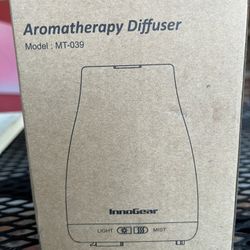 Aromatherapy Diffuser
Model : MT-039
InnoGear
LIGHT MIST